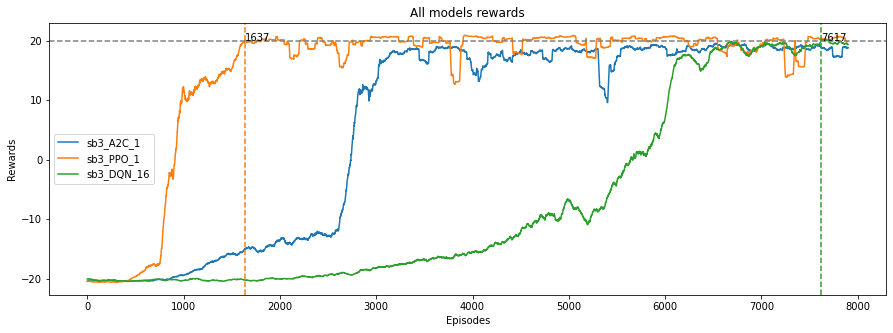 All models rewards
Rewards
20
10
0
−10
−20
1637
7617
sb3_A2C_1
sb3_PPO_1
sb3_DQN_16
0
1000
2000
3000
4000
5000
6000
7000
8000
Episodes